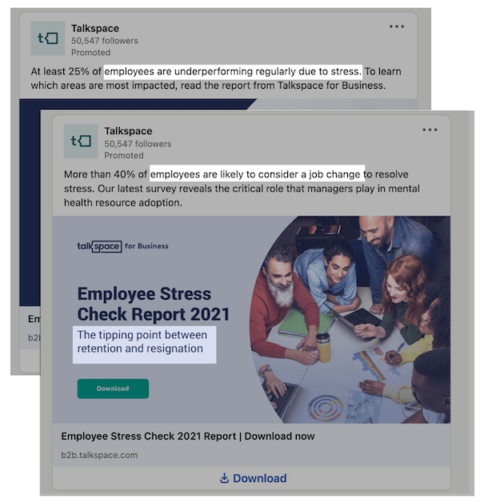 Talkspace
50,547 followers
Promoted
At least 25% of employees are underperforming regularly due to stress. To learn
which areas are most impacted, read the report from Talkspace for Business.
Em
b2b
Talkspace
50,547 followers
Promoted
More than 40% of employees are likely to consider a job change to resolve
stress. Our latest survey reveals the critical role that managers play in mental
health resource adoption.
talkspace for Business
Employee Stress
Check Report 2021
The tipping point between
retention and resignation
Download
Employee Stress Check 2021 Report | Download now
b2b.talkspace.com
Download